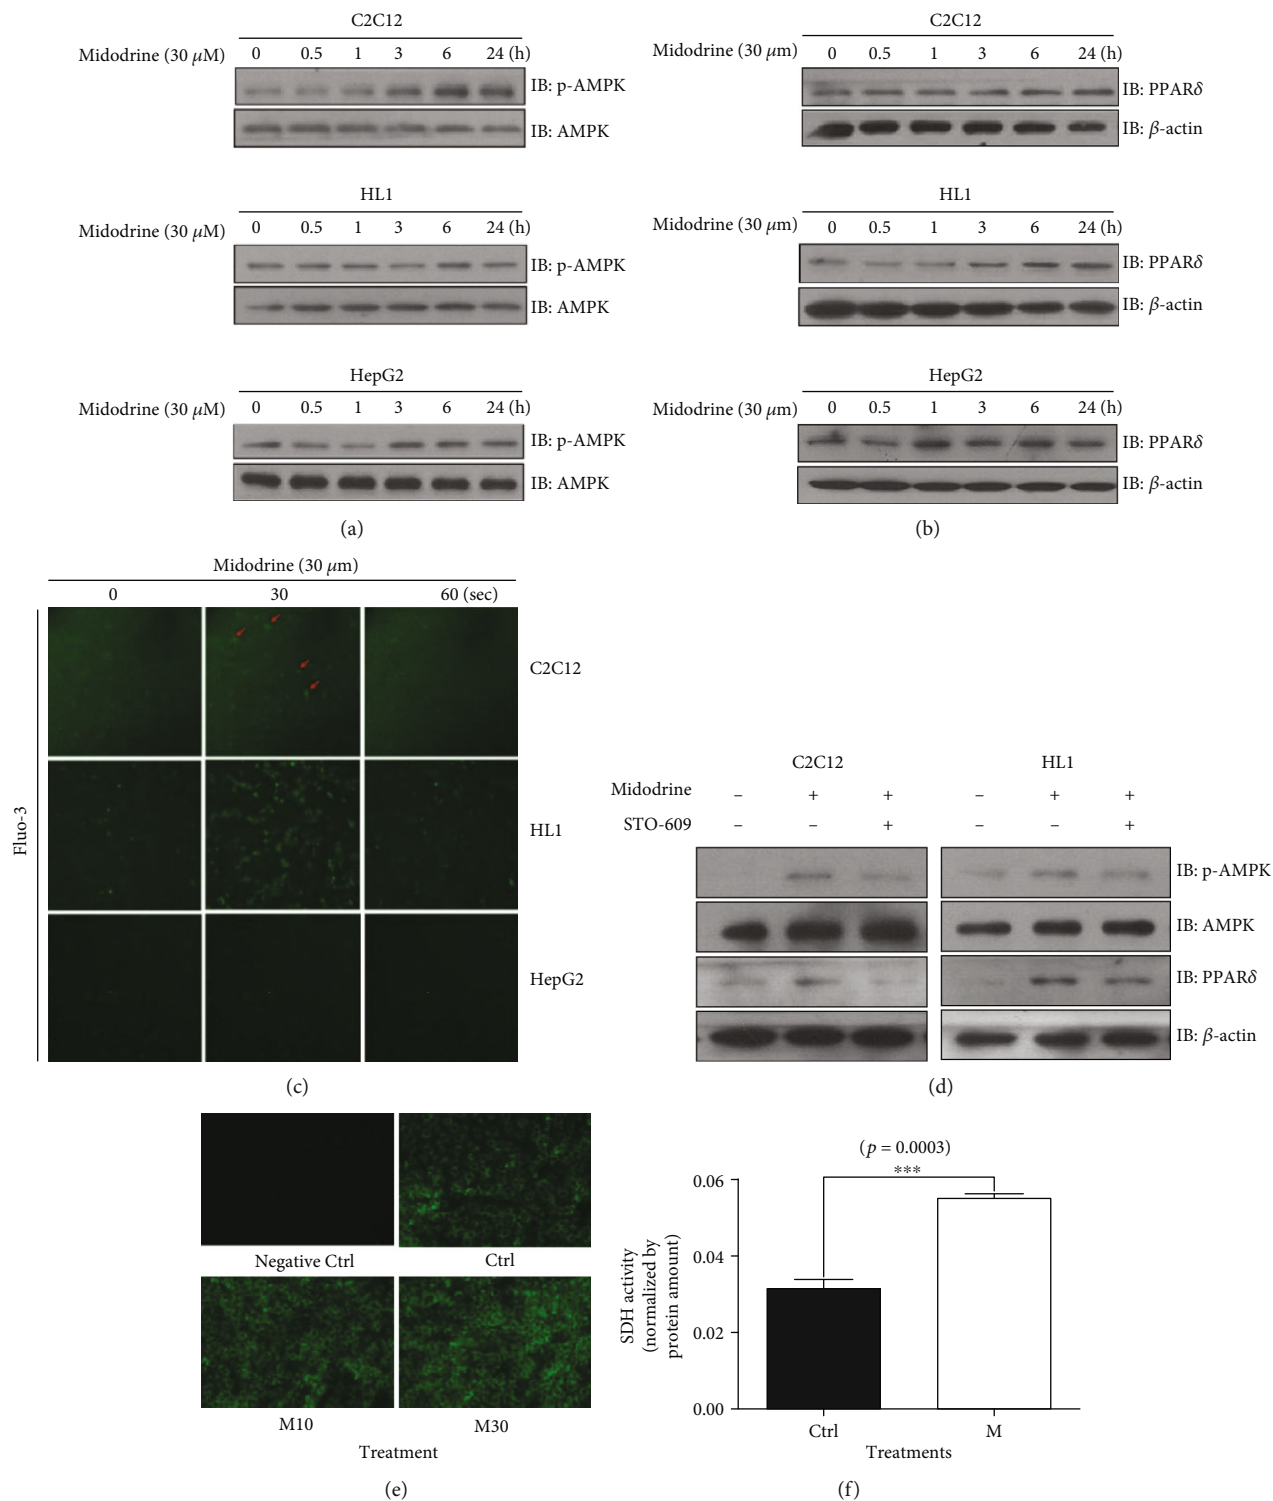 C2C12
Midodrine (30 μM) 0 0.5 1 3 6 24 (h)
IB: p-AMPK
IB: AMPK
HL1
Midodrine (30 μM) 0 0.5 1 3 6 24 (h)
IB: p-AMPK
IB: AMPK
HepG2
Midodrine (30 μM) 0 0.5 1 3 6 24 (h)
IB: p-AMPK
IB: AMPK
(a)
C2C12
Midodrine (30 μm) 0 0.5 1 3 6 24 (h)
IB: PPARδ
IB: β-actin
HL1
Midodrine (30 μm) 0 0.5 1 3 6 24 (h)
IB: PPARδ
IB: β-actin
HepG2
Midodrine (30 μm) 0 0.5 1 3 6 24 (h)
IB: PPARδ
IB: β-actin
(b)
Midodrine (30 μm)
0 30 60 (sec)
Fluo-3
C2C12
HL1
HepG2
(c)
C2C12 HL1
Midodrine – + + – + +
STO-609 – – + – – +
IB: p-AMPK
IB: AMPK
IB: PPARδ
IB: β-actin
(d)
Negative Ctrl Ctrl
M10 M30
Treatment
(e)
(p = 0.0003)
***
0.06
0.04
0.02
0.00
SDH activity
(normalized by
protein amount)
Ctrl M
Treatments
(f)